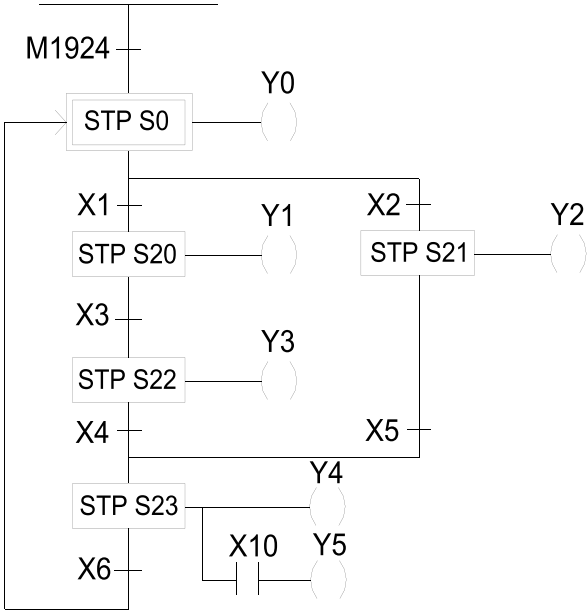 M1924
Y0
STP S0
X1
Y1
X2
Y2
STP S20
STP S21
X3
Y3
STP S22
X4
X5
Y4
STP S23
X10
Y5
X6